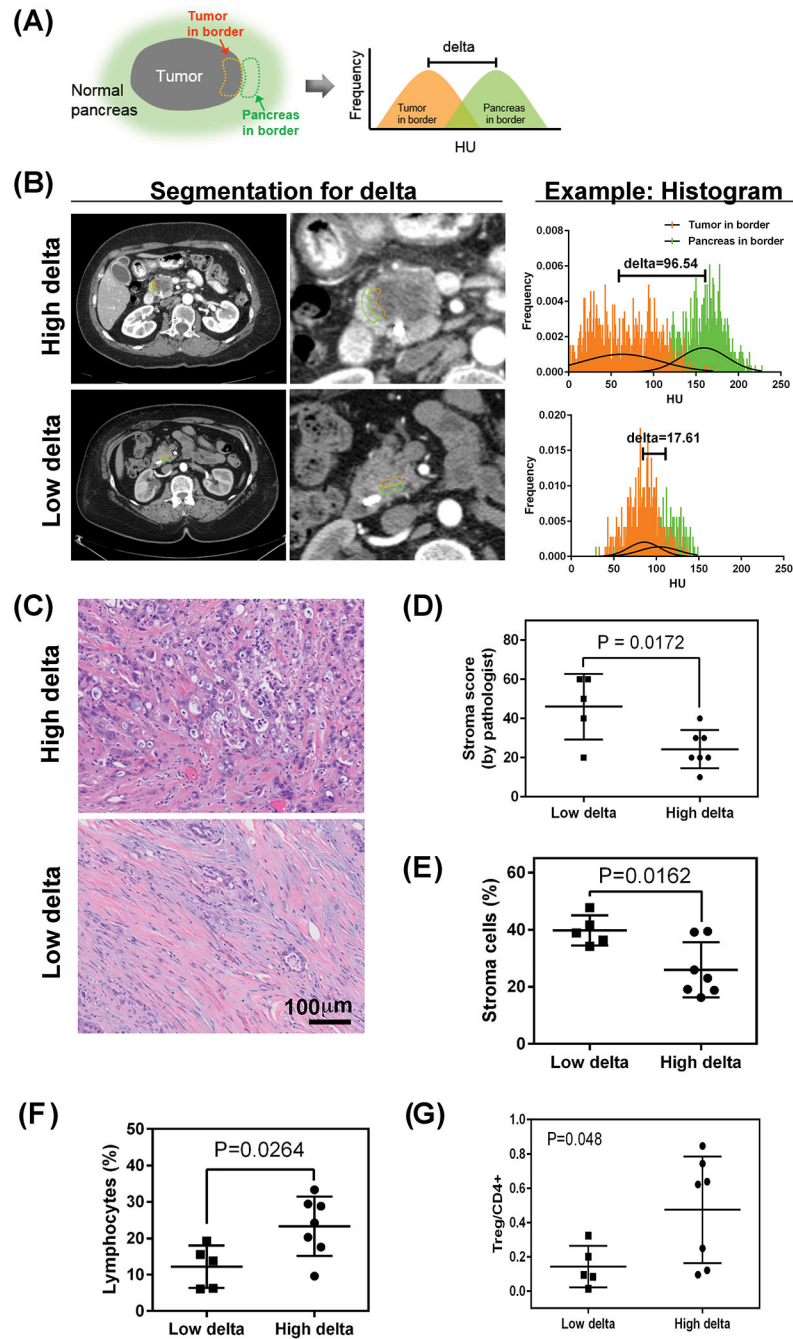 (A)
Tumor
in border
Tumor
Normal
pancreas
Pancreas
in border
delta
Frequency
Tumor
in border
Pancreas
in border
HU
(B)
Segmentation for delta
Example: Histogram
High delta
Low delta
Tumor in border
Pancreas in border
delta=96.54
Frequency
0.008
0.006
0.004
0.002
0.000
0 50 100 150 200 250
HU
delta=17.61
Frequency
0.020
0.015
0.010
0.005
0.000
0 50 100 150 200 250
HU
(C)
High delta
Low delta
100μm
(D)
P = 0.0172
Stroma score
(by pathologist)
80
60
40
20
0
Low delta High delta
(E)
P=0.0162
Stroma cells (%)
60
40
20
0
Low delta High delta
(F)
P=0.0264
Lymphocytes (%)
50
40
30
20
10
0
Low delta High delta
(G)
P=0.048
Treg/CD4+
1.0
0.8
0.6
0.4
0.2
0.0
Low delta High delta